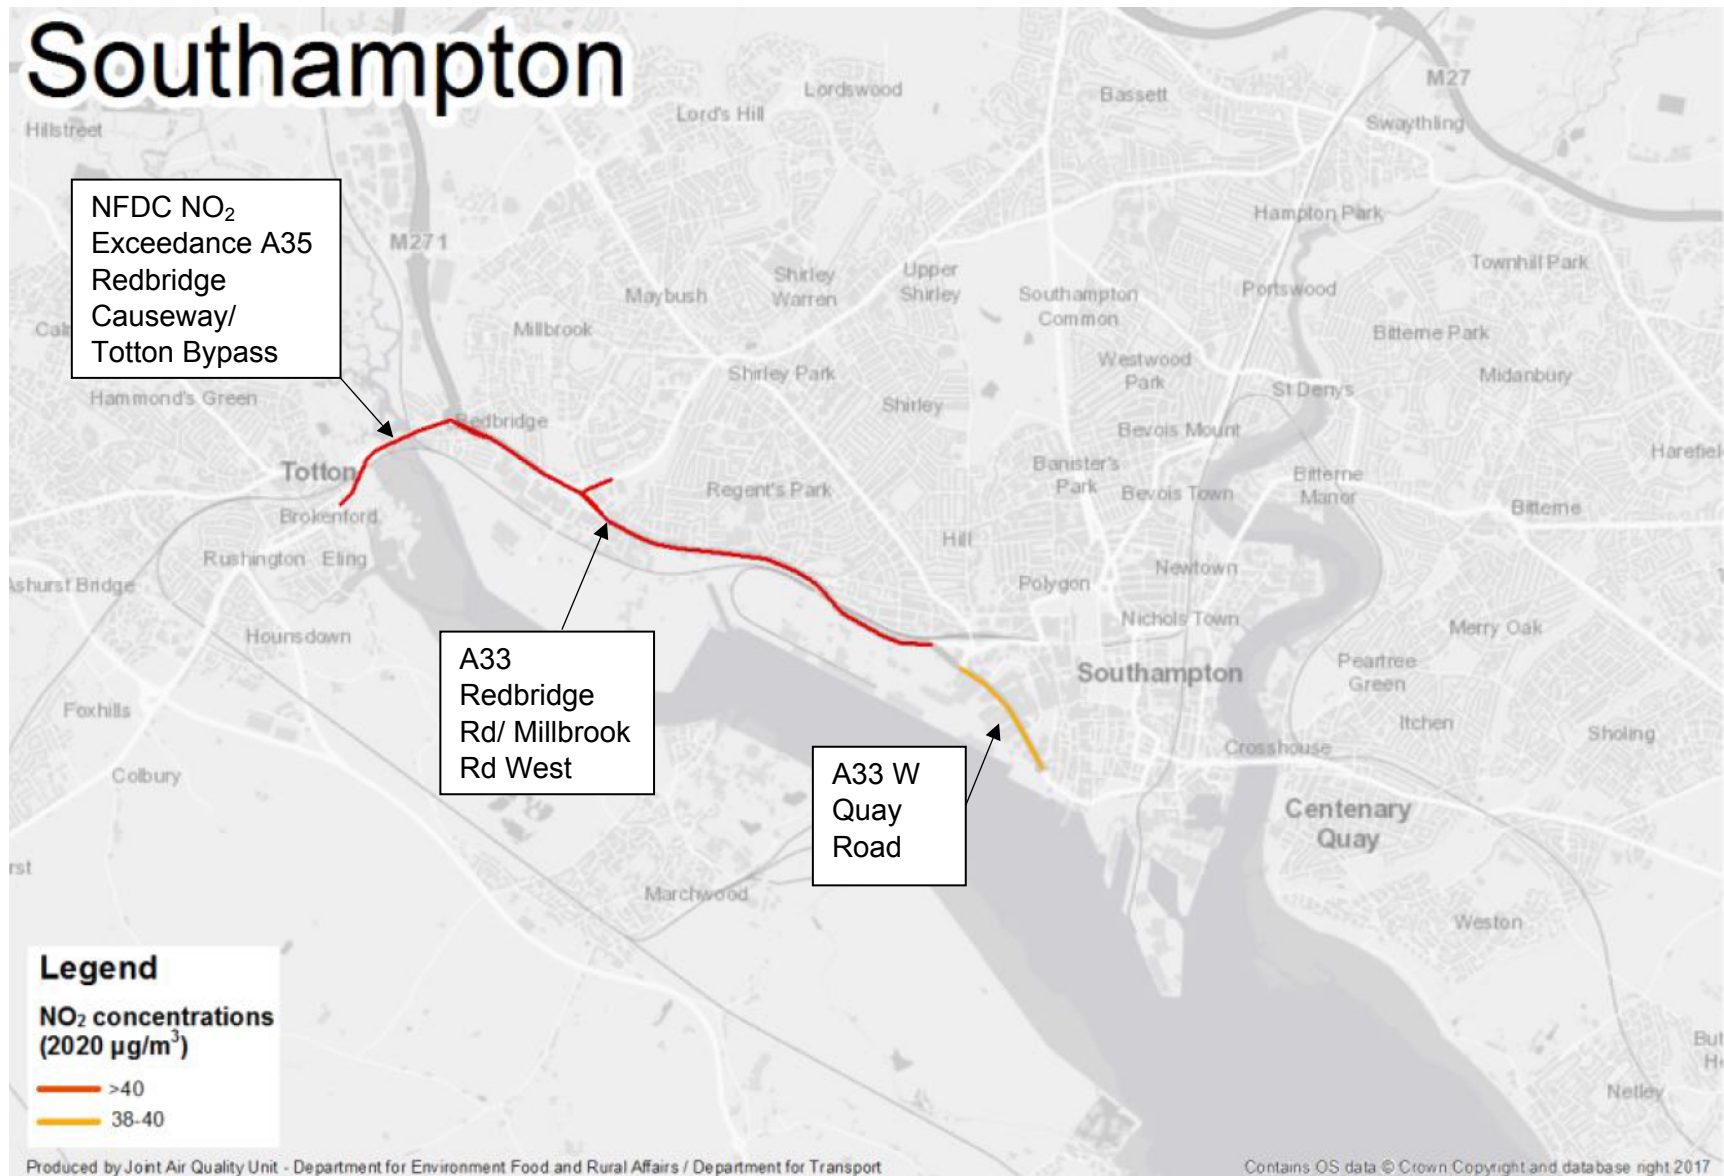 Southampton
Lordswood
M27
Bassett
Lord's Hill
Swaythling
Hillstreet
NFDC NO₂
Exceedance A35
Redbridge
Causeway/
Totton Bypass
M271
Hampton Park
Townhill Park
Shirley
Warren
Upper
Shirley
Maybush
Southampton
Common
Portswood
Millbrook
Bitterne Park
Westwood
Park
Shirley Park
St Denys
Midanbury
Hammond's Green
Shirley
Redbridge
Bevois Mount
Totton
Banister's
Park
Bevois Town
Bitterne
Manor
Regent's Park
Bitterne
Brokenford
Hill
Rushington
Eling
Polygon
Newtown
Ashurst Bridge
Nichols Town
Hounsdown
Merry Oak
A33
Redbridge
Rd/ Millbrook
Rd West
Southampton
Peartree
Green
Foxhills
Itchen
Sholing
Crosshouse
Colbury
A33 W
Quay
Road
Centenary
Quay
rst
Marchwood
Weston
Legend
NO₂ concentrations
(2020 µg/m³)
>40
38-40
Netley
Produced by Joint Air Quality Unit - Department for Environment Food and Rural Affairs / Department for Transport
Contains OS data © Crown Copyright and database right 2017